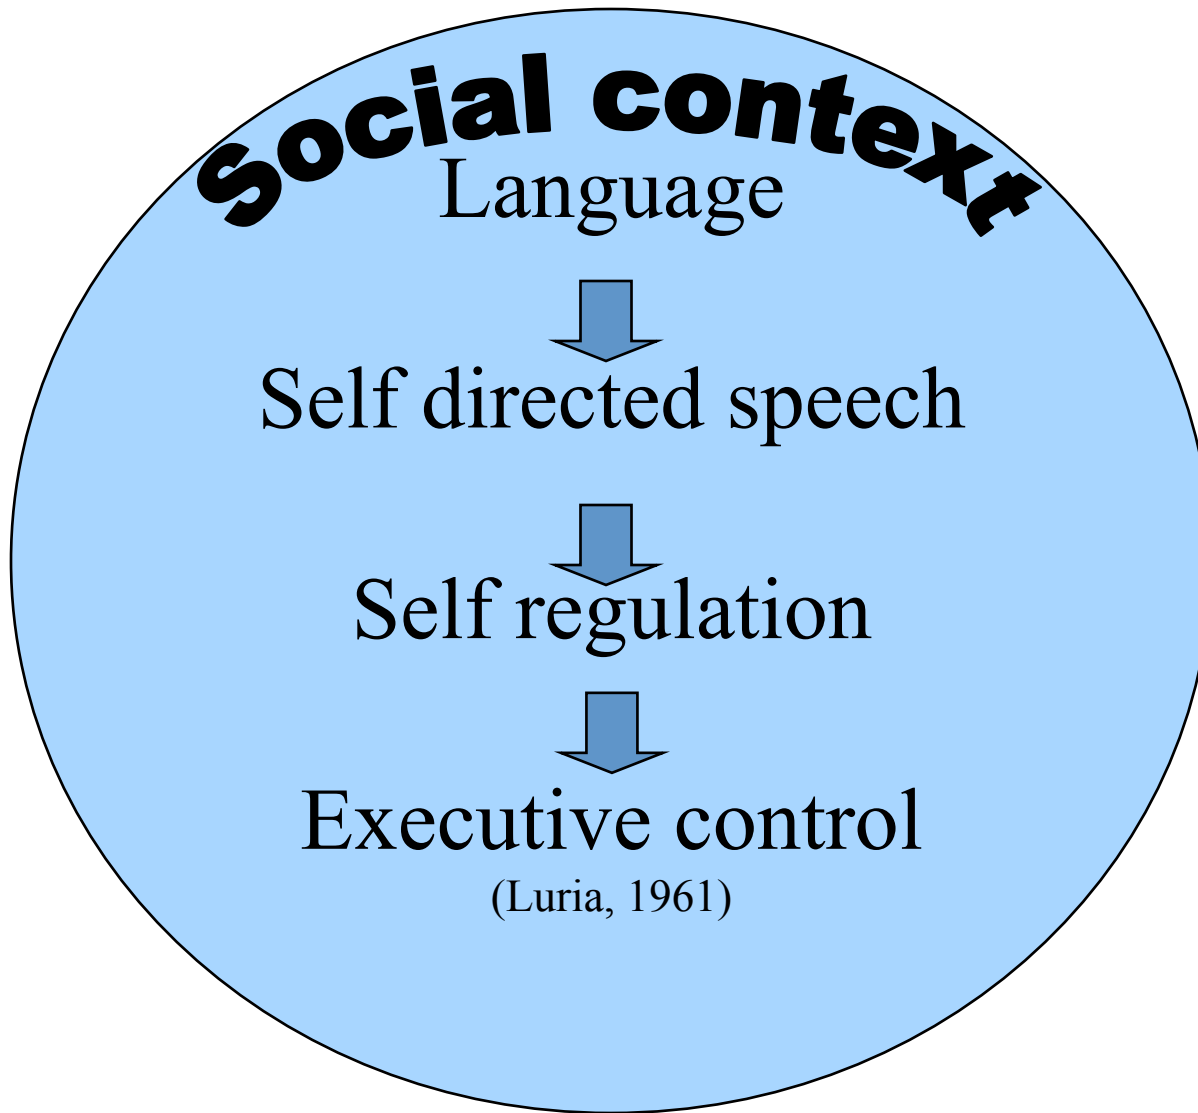 Social context
Language
Self directed speech
Self regulation
Executive control
(Luria, 1961)